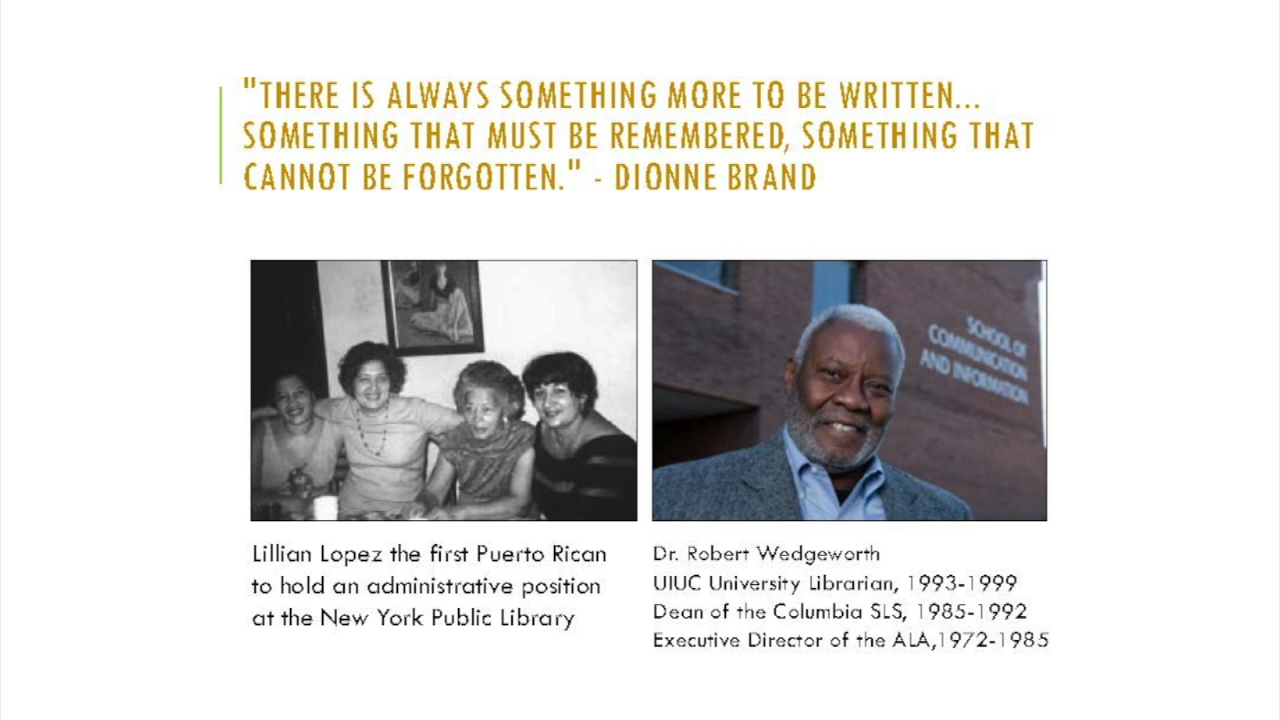 "THERE IS ALWAYS SOMETHING MORE TO BE WRITTEN...
SOMETHING THAT MUST BE REMEMBERED, SOMETHING THAT
CANNOT BE FORGOTTEN." - DIONNE BRAND
SCHOOL OF
COMMUNICATION
AND INFORMATION
Lillian Lopez the first Puerto Rican
to hold an administrative position
at the New York Public Library
Dr. Robert Wedgeworth
UIUC University Librarian, 1993-1999
Dean of the Columbia SLS, 1985-1992
Executive Director of the ALA,1972-1985